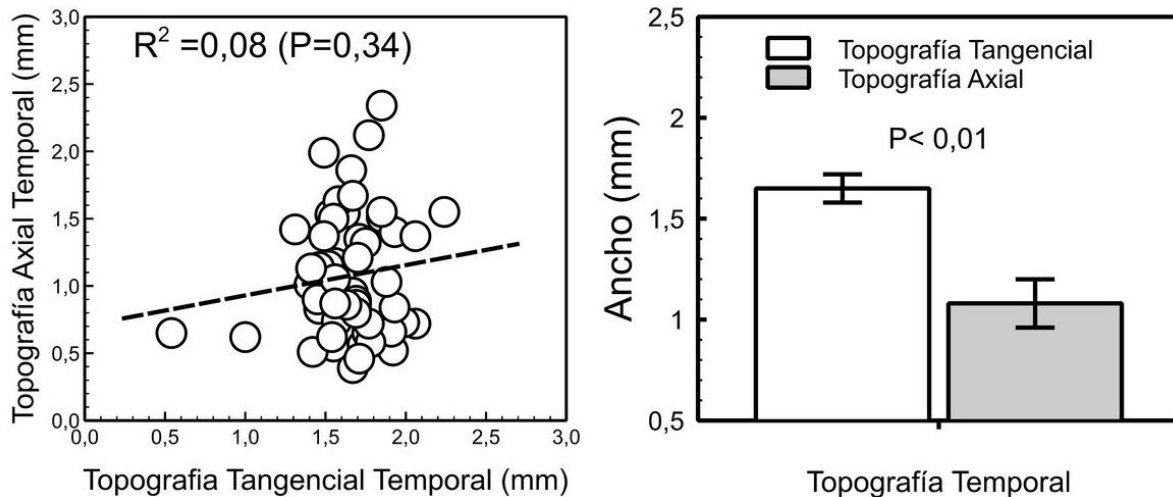 3,0
2,5
2,0
1,5
1,0
0,5
0,0
Topografía Axial Temporal (mm)
R² =0,08 (P=0,34)
0,0 0,5 1,0 1,5 2,0 2,5 3,0
Topografia Tangencial Temporal (mm)
2,5
2
1,5
1
0,5
Ancho (mm)
Topografía Tangencial
Topografía Axial
P< 0,01
Topografía Temporal